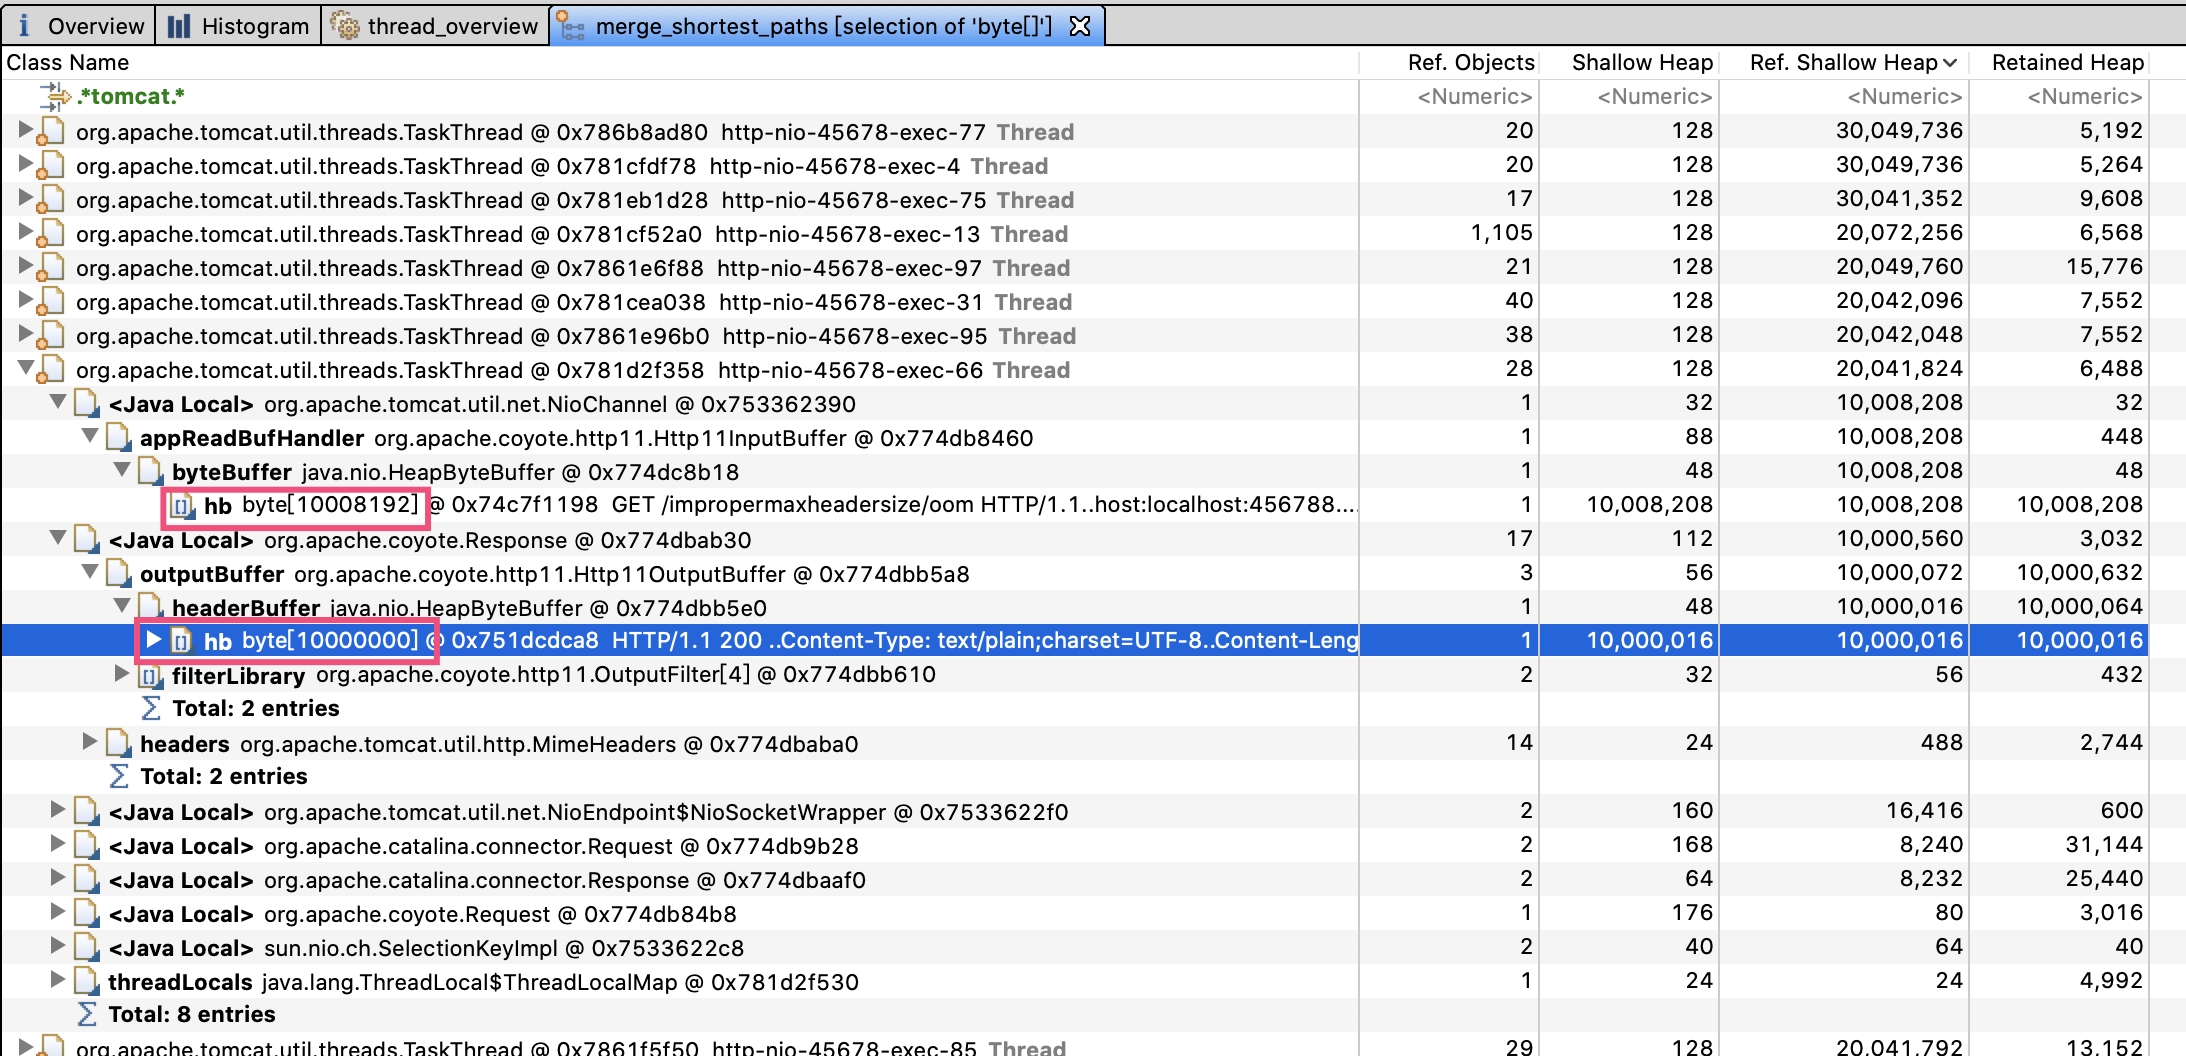 Overview Histogram thread_overview merge_shortest_paths [selection of 'byte[]']
Class Name Ref. Objects Shallow Heap Ref. Shallow Heap Retained Heap
.*tomcat.* <Numeric> <Numeric> <Numeric> <Numeric>
org.apache.tomcat.util.threads.TaskThread @ 0x786b8ad80 http-nio-45678-exec-77 Thread 20 128 30,049,736 5,192
org.apache.tomcat.util.threads.TaskThread @ 0x781cfdf78 http-nio-45678-exec-4 Thread 20 128 30,049,736 5,264
org.apache.tomcat.util.threads.TaskThread @ 0x781eb1d28 http-nio-45678-exec-75 Thread 17 128 30,041,352 9,608
org.apache.tomcat.util.threads.TaskThread @ 0x781cf52a0 http-nio-45678-exec-13 Thread 1,105 128 20,072,256 6,568
org.apache.tomcat.util.threads.TaskThread @ 0x7861e6f88 http-nio-45678-exec-97 Thread 21 128 20,049,760 15,776
org.apache.tomcat.util.threads.TaskThread @ 0x781cea038 http-nio-45678-exec-31 Thread 40 128 20,042,096 7,552
org.apache.tomcat.util.threads.TaskThread @ 0x7861e96b0 http-nio-45678-exec-95 Thread 38 128 20,042,048 7,552
org.apache.tomcat.util.threads.TaskThread @ 0x781d2f358 http-nio-45678-exec-66 Thread 28 128 20,041,824 6,488
<Java Local> org.apache.tomcat.util.net.NioChannel @ 0x753362390 1 32 10,008,208 32
appReadBufHandler org.apache.coyote.http11.Http11InputBuffer @ 0x774db8460 1 88 10,008,208 448
byteBuffer java.nio.HeapByteBuffer @ 0x774dc8b18 1 48 10,008,208 48
hb byte[10008192] @ 0x74c7f1198 GET /impropermaxheadersize/oom HTTP/1.1..host:localhost:456788.... 1 10,008,208 10,008,208 10,008,208
<Java Local> org.apache.coyote.Response @ 0x774dbab30 17 112 10,000,560 3,032
outputBuffer org.apache.coyote.http11.Http11OutputBuffer @ 0x774dbb5a8 3 56 10,000,072 10,000,632
headerBuffer java.nio.HeapByteBuffer @ 0x774dbb5e0 1 48 10,000,016 10,000,064
hb byte[10000000] @ 0x751dcdca8 HTTP/1.1 200 ..Content-Type: text/plain;charset=UTF-8..Content-Leng 1 10,000,016 10,000,016 10,000,016
filterLibrary org.apache.coyote.http11.OutputFilter[4] @ 0x774dbb610 2 32 56 432
Total: 2 entries
headers org.apache.tomcat.util.http.MimeHeaders @ 0x774dbaba0 14 24 488 2,744
Total: 2 entries
<Java Local> org.apache.tomcat.util.net.NioEndpoint$NioSocketWrapper @ 0x7533622f0 2 160 16,416 600
<Java Local> org.apache.catalina.connector.Request @ 0x774db9b28 2 168 8,240 31,144
<Java Local> org.apache.catalina.connector.Response @ 0x774dbaaf0 2 64 8,232 25,440
<Java Local> org.apache.coyote.Request @ 0x774db84b8 1 176 80 3,016
<Java Local> sun.nio.ch.SelectionKeyImpl @ 0x7533622c8 2 40 64 40
threadLocals java.lang.ThreadLocal$ThreadLocalMap @ 0x781d2f530 1 24 24 4,992
Total: 8 entries
org.apache.tomcat.util.threads.TaskThread @ 0x7861f5f50 http-nio-45678-exec-85 Thread 29 128 20,041,792 13,152